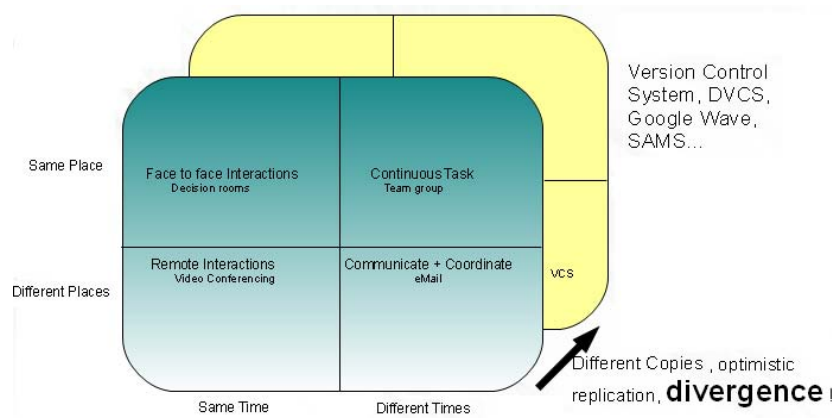 Version Control
System, DVCS,
Google Wave,
SAMS...
Same Place
Face to face Interactions
Decision rooms
Continuous Task
Team group
Different Places
Remote Interactions
Video Conferencing
Communicate + Coordinate
eMail
vcs
Different Copies , optimistic
replication, divergence !
Same Time
Different Times